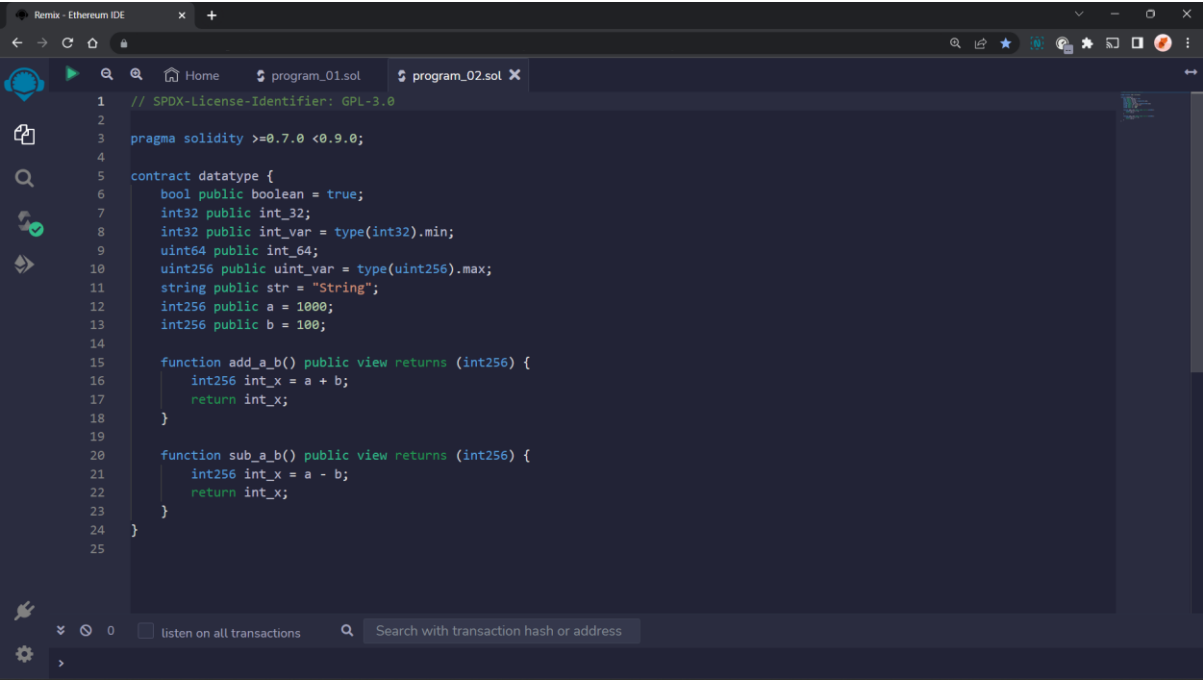 Remix - Ethereum IDE
Home
program_01.sol
program_02.sol
1 // SPDX-License-Identifier: GPL-3.0
2
3 pragma solidity >=0.7.0 <0.9.0;
4
5 contract datatype {
6     bool public boolean = true;
7     int32 public int_32;
8     int32 public int_var = type(int32).min;
9     uint64 public int_64;
10     uint256 public uint_var = type(uint256).max;
11     string public str = "String";
12     int256 public a = 1000;
13     int256 public b = 100;
14
15     function add_a_b() public view returns (int256) {
16         int256 int_x = a + b;
17         return int_x;
18     }
19
20     function sub_a_b() public view returns (int256) {
21         int256 int_x = a - b;
22         return int_x;
23     }
24 }
25
0 listen on all transactions Search with transaction hash or address
>